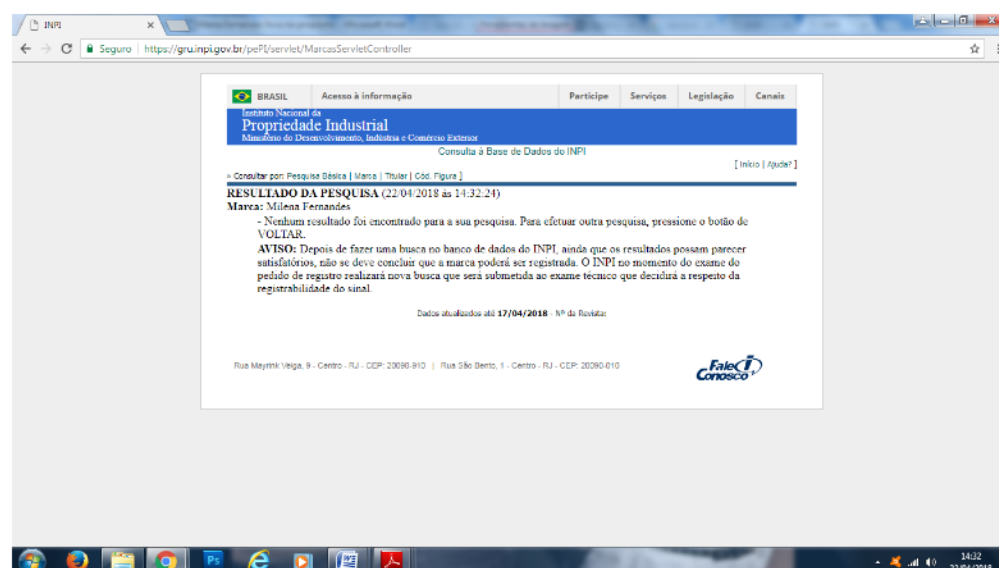 INPI
Seguro
https://gru.inpi.gov.br/pePI/servlet/MarcasServletController
BRASIL Acesso à informação Participe Serviços Legislação Canais
Instituto Nacional da
Propriedade Industrial
Ministério do Desenvolvimento, Indústria e Comércio Exterior
Consulta à Base de Dados do INPI
[ Início | Ajuda? ]
» Consultar por: Pesquisa Básica | Marca | Titular | Cód. Figura ]
RESULTADO DA PESQUISA (22/04/2018 às 14:32:24)
Marca: Milena Fernandes
- Nenhum resultado foi encontrado para a sua pesquisa. Para efetuar outra pesquisa, pressione o botão de
VOLTAR.
AVISO: Depois de fazer uma busca no banco de dados do INPI, ainda que os resultados possam parecer
satisfatórios, não se deve concluir que a marca poderá ser registrada. O INPI no momento do exame do
pedido de registro realizará nova busca que será submetida ao exame técnico que decidirá a respeito da
registrabilidade do sinal.
Dados atualizados até 17/04/2018 - Nº da Revista:
Rua Mayrink Veiga, 9 - Centro - RJ - CEP: 20090-910 | Rua São Bento, 1 - Centro - RJ - CEP: 20090-010
Fale
Conosco
Ps
14:32
22/04/2018